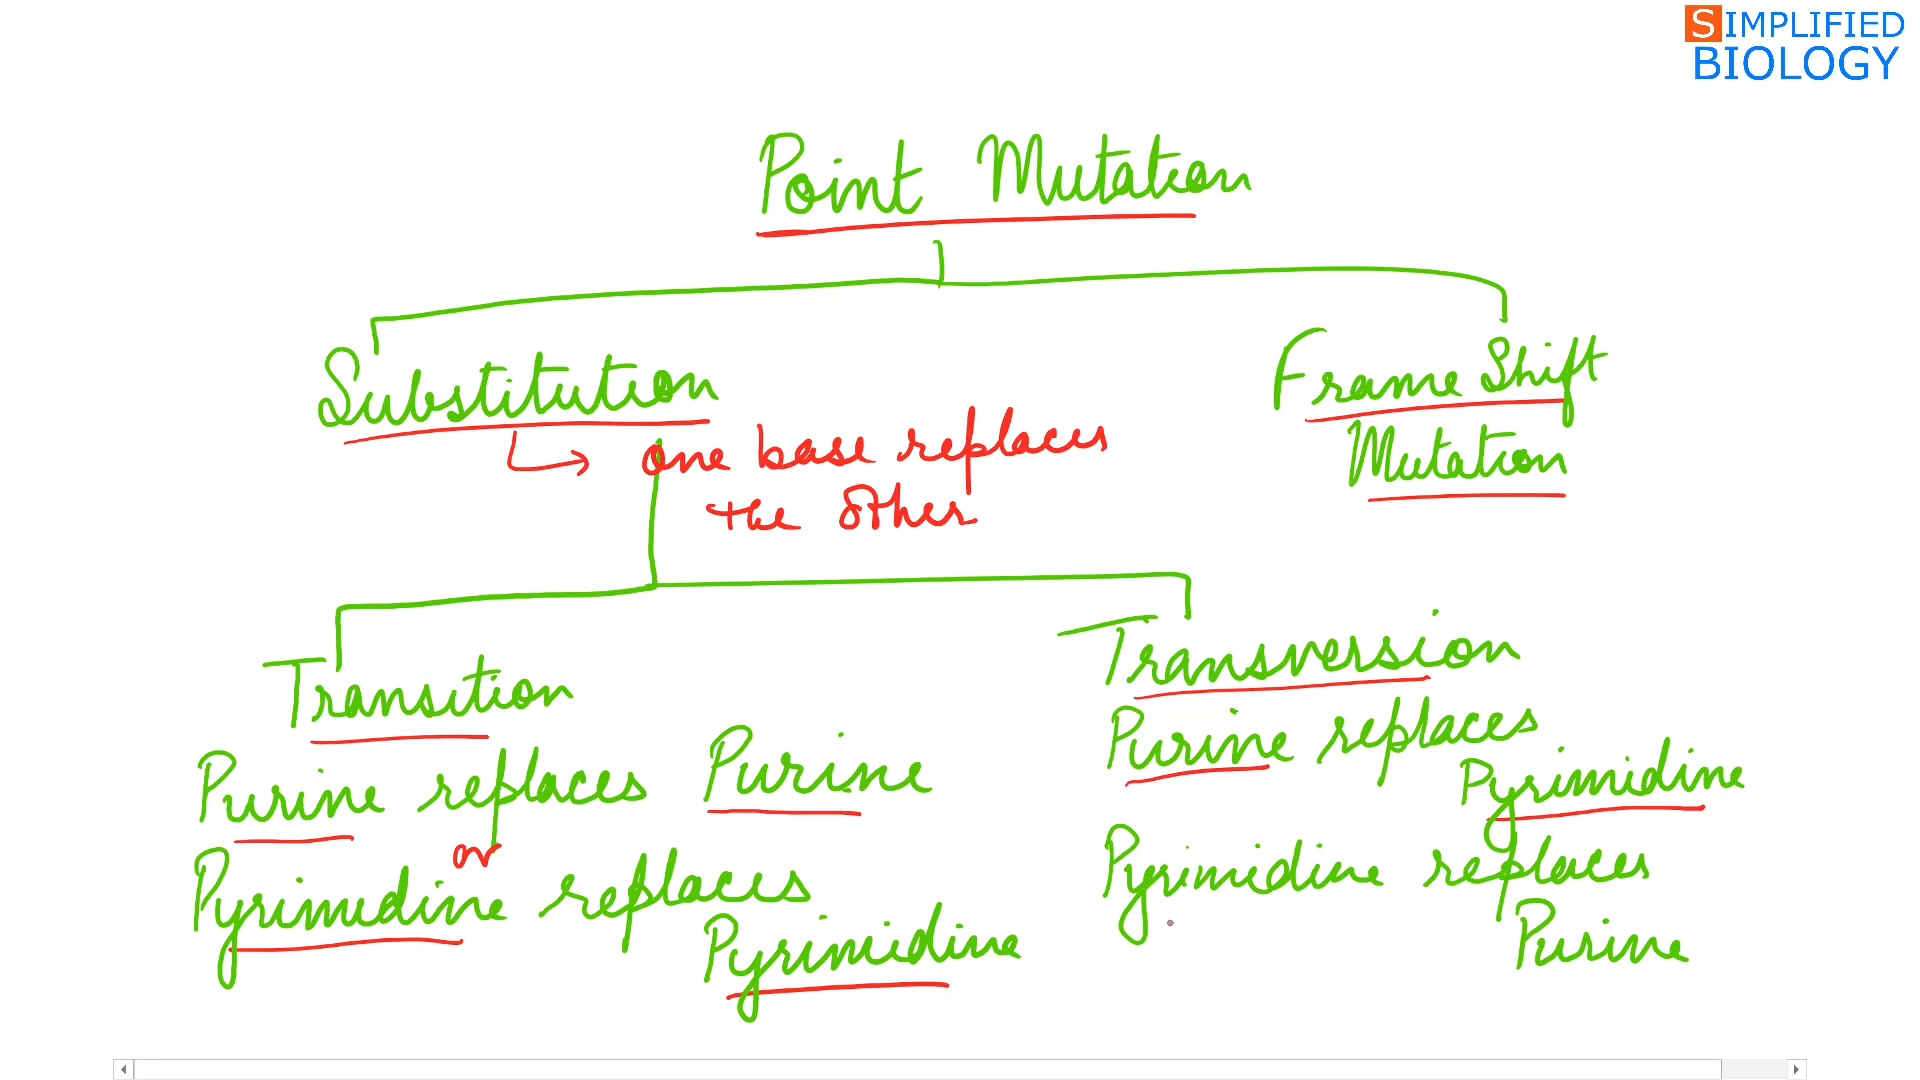 SIMPLIFIED
BIOLOGY
Point Mutation
Substitution
one base replaces
the other
Frame Shift
Mutation
Transition
Purine replaces Purine
or
Pyrimidine replaces
Pyrimidine
Transversion
Purine replaces
Pyrimidine
Pyrimidine replaces
Purine